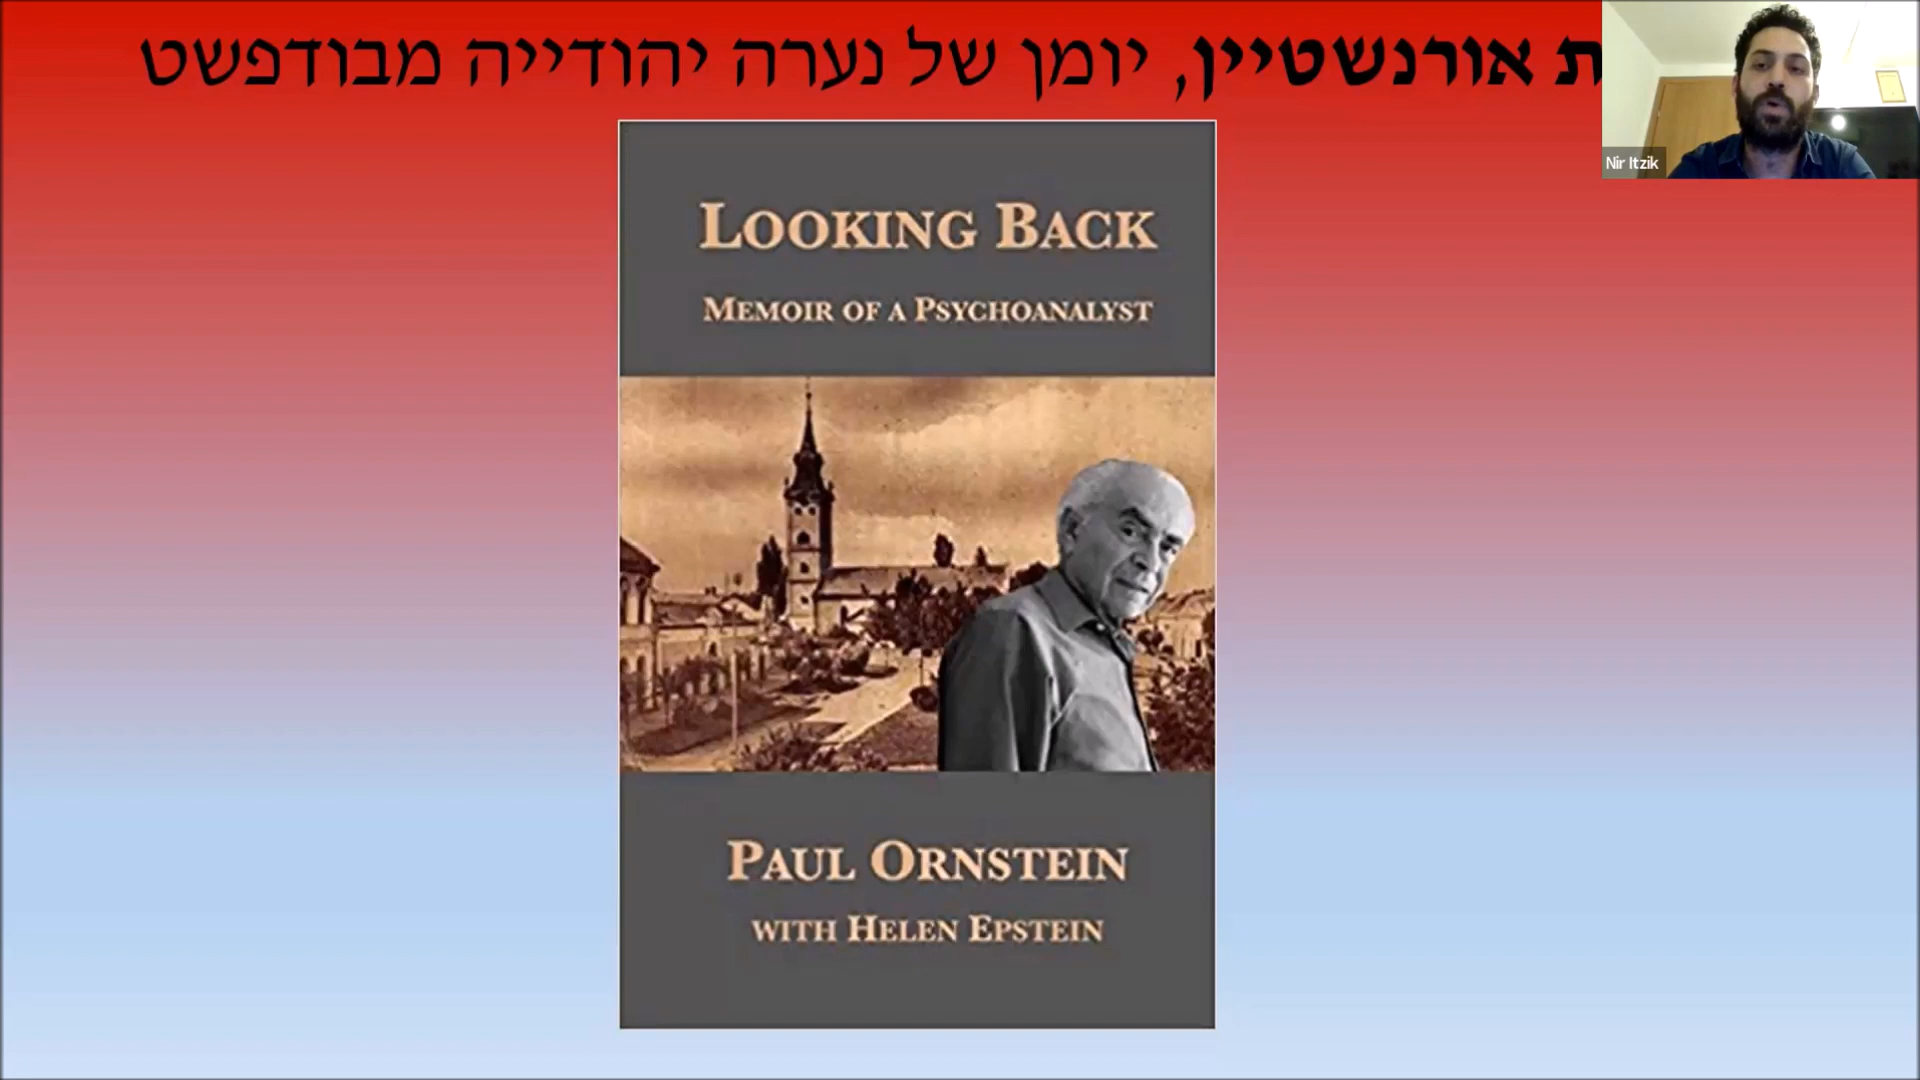 ת אורנשטיין, יומן של נערה יהודייה מבודפשט
Nir Itzik
LOOKING BACK
MEMOIR OF A PSYCHOANALYST
PAUL ORNSTEIN
WITH HELEN EPSTEIN